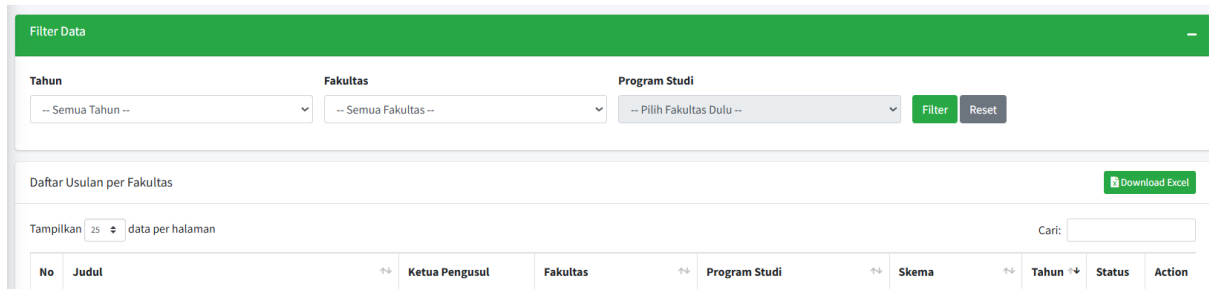 Filter Data
Tahun Fakultas Program Studi
-- Semua Tahun -- -- Semua Fakultas -- -- Pilih Fakultas Dulu -- Filter Reset
Daftar Usulan per Fakultas Download Excel
Tampilkan 25 data per halaman Cari:
No Judul Ketua Pengusul Fakultas Program Studi Skema Tahun Status Action